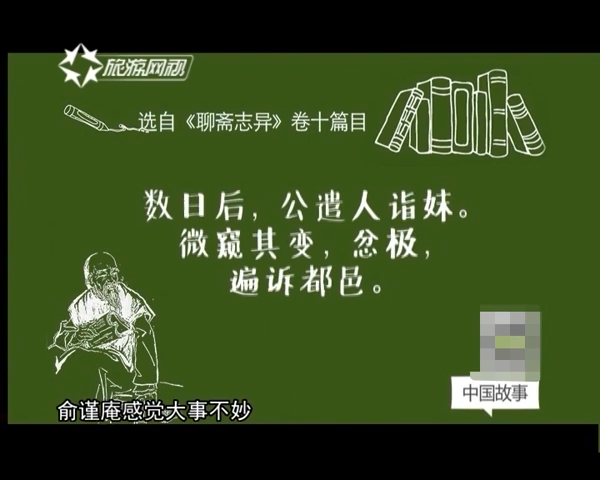 旅游网视
选自《聊斋志异》卷十篇目
数日后，公遣人诣妹。
微窥其变，忿极，
遍诉都邑。
中国故事
俞谨庵感觉大事不妙